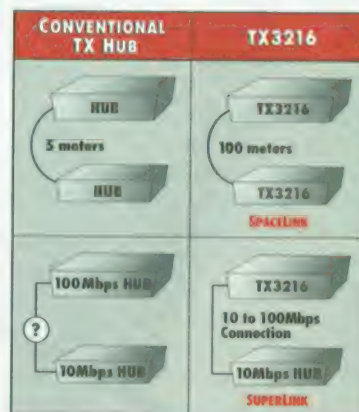 CONVENTIONAL
TX HUB
TX3216
HUB
5 meters
HUB
TX3216
100 meters
TX3216
SPACELINK
100Mbps HUB
?
10Mbps HUB
TX3216
10 to 100Mbps
Connection
10Mbps HUB
SUPERLINK